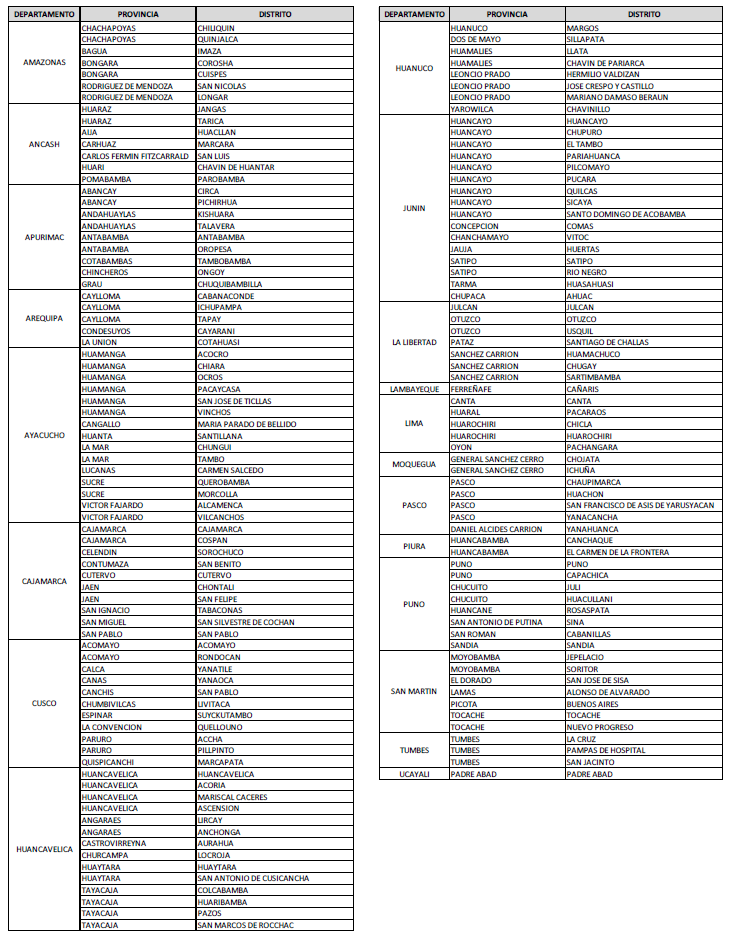 DEPARTAMENTO PROVINCIA DISTRITO
AMAZONAS
CHACHAPOYAS CHILIQUIN
CHACHAPOYAS QUINJALCA
BAGUA IMAZA
BONGARA COROSHA
BONGARA CUISPES
RODRIGUEZ DE MENDOZA SAN NICOLAS
RODRIGUEZ DE MENDOZA LONGAR
ANCASH
HUARAZ JANGAS
HUARAZ TARICA
AIJA HUACLLAN
CARHUAZ MARCARA
CARLOS FERMIN FITZCARRALD SAN LUIS
HUARI CHAVIN DE HUANTAR
POMABAMBA PAROBAMBA
APURIMAC
ABANCAY CIRCA
ABANCAY PICHIRHUA
ANDAHUAYLAS KISHUARA
ANDAHUAYLAS TALAVERA
ANTABAMBA ANTABAMBA
ANTABAMBA OROPESA
COTABAMBAS TAMBOBAMBA
CHINCHEROS ONGOY
GRAU CHUQUIBAMBILLA
AREQUIPA
CAYLLOMA CABANACONDE
CAYLLOMA ICHUPAMPA
CAYLLOMA TAPAY
CONDESUYOS CAYARANI
LA UNION COTAHUASI
AYACUCHO
HUAMANGA ACOCRO
HUAMANGA CHIARA
HUAMANGA OCROS
HUAMANGA PACAYCASA
HUAMANGA SAN JOSE DE TICLLAS
HUAMANGA VINCHOS
CANGALLO MARIA PARADO DE BELLIDO
HUANTA SANTILLANA
LA MAR CHUNGUI
LA MAR TAMBO
LUCANAS CARMEN SALCEDO
SUCRE QUEROBAMBA
SUCRE MORCOLLA
VICTOR FAJARDO ALCAMENCA
VICTOR FAJARDO VILCANCHOS
CAJAMARCA
CAJAMARCA CAJAMARCA
CAJAMARCA COSPAN
CELENDIN SOROCHUCO
CONTUMAZA SAN BENITO
CUTERVO CUTERVO
JAEN CHONTALI
JAEN SAN FELIPE
SAN IGNACIO TABACONAS
SAN MIGUEL SAN SILVESTRE DE COCHAN
SAN PABLO SAN PABLO
CUSCO
ACOMAYO ACOMAYO
ACOMAYO RONDOCAN
CALCA YANATILE
CANAS YANAOCA
CANCHIS SAN PABLO
CHUMBIVILCAS LIVITACA
ESPINAR SUYCKUTAMBO
LA CONVENCION QUELLOUNO
PARURO ACCHA
PARURO PILLPINTO
QUISPICANCHI MARCAPATA
HUANCAVELICA
HUANCAVELICA HUANCAVELICA
HUANCAVELICA ACORIA
HUANCAVELICA MARISCAL CACERES
HUANCAVELICA ASCENSION
ANGARAES LIRCAY
ANGARAES ANCHONGA
CASTROVIRREYNA AURAHUA
CHURCAMPA LOCROJA
HUAYTARA HUAYTARA
HUAYTARA SAN ANTONIO DE CUSICANCHA
TAYACAJA COLCABAMBA
TAYACAJA HUARIBAMBA
TAYACAJA PAZOS
TAYACAJA SAN MARCOS DE ROCCHAC
DEPARTAMENTO PROVINCIA DISTRITO
HUANUCO
HUANUCO MARGOS
DOS DE MAYO SILLAPATA
HUAMALIES LLATA
HUAMALIES CHAVIN DE PARIARCA
LEONCIO PRADO HERMILIO VALDIZAN
LEONCIO PRADO JOSE CRESPO Y CASTILLO
LEONCIO PRADO MARIANO DAMASO BERAUN
YAROWILCA CHAVINILLO
JUNIN
HUANCAYO HUANCAYO
HUANCAYO CHUPURO
HUANCAYO EL TAMBO
HUANCAYO PARIAHUANCA
HUANCAYO PILCOMAYO
HUANCAYO PUCARA
HUANCAYO QUILCAS
HUANCAYO SICAYA
HUANCAYO SANTO DOMINGO DE ACOBAMBA
CONCEPCION COMAS
CHANCHAMAYO VITOC
JAUJA HUERTAS
SATIPO SATIPO
SATIPO RIO NEGRO
TARMA HUASAHUASI
CHUPACA AHUAC
LA LIBERTAD
JULCAN JULCAN
OTUZCO OTUZCO
OTUZCO USQUIL
PATAZ SANTIAGO DE CHALLAS
SANCHEZ CARRION HUAMACHUCO
SANCHEZ CARRION CHUGAY
SANCHEZ CARRION SARTIMBAMBA
LAMBAYEQUE FERREÑAFE CAÑARIS
LIMA
CANTA CANTA
HUARAL PACARAOS
HUAROCHIRI CHICLA
HUAROCHIRI HUAROCHIRI
OYON PACHANGARA
MOQUEGUA
GENERAL SANCHEZ CERRO CHOJATA
GENERAL SANCHEZ CERRO ICHUÑA
PASCO
PASCO CHAUPIMARCA
PASCO HUACHON
PASCO SAN FRANCISCO DE ASIS DE YARUSYACAN
PASCO YANACANCHA
DANIEL ALCIDES CARRION YANAHUANCA
PIURA
HUANCABAMBA CANCHAQUE
HUANCABAMBA EL CARMEN DE LA FRONTERA
PUNO
PUNO PUNO
PUNO CAPACHICA
CHUCUITO JULI
CHUCUITO HUACULLANI
HUANCANE ROSASPATA
SAN ANTONIO DE PUTINA SINA
SAN ROMAN CABANILLAS
SANDIA SANDIA
SAN MARTIN
MOYOBAMBA JEPELACIO
MOYOBAMBA SORITOR
EL DORADO SAN JOSE DE SISA
LAMAS ALONSO DE ALVARADO
PICOTA BUENOS AIRES
TOCACHE TOCACHE
TOCACHE NUEVO PROGRESO
TUMBES
TUMBES LA CRUZ
TUMBES PAMPAS DE HOSPITAL
TUMBES SAN JACINTO
UCAYALI PADRE ABAD PADRE ABAD